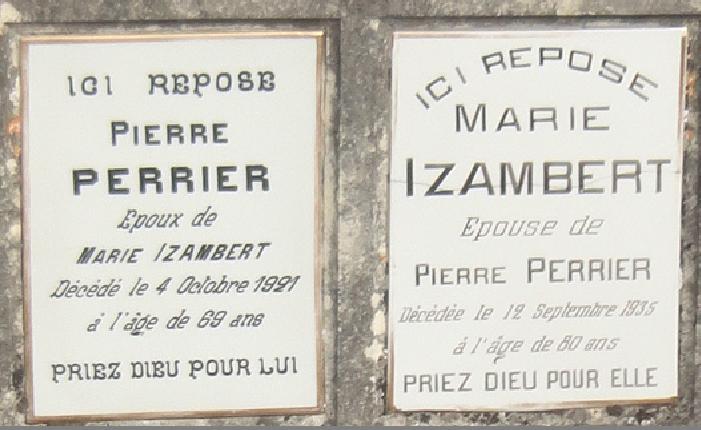 ICI REPOSE
PIERRE
PERRIER
Epoux de
MARIE IZAMBERT
Décédé le 4 Octobre 1921
à l'âge de 69 ans
PRIEZ DIEU POUR LUI
ICI REPOSE
MARIE
IZAMBERT
Epouse de
PIERRE PERRIER
Décédée le 12 Septembre 1935
à l'âge de 80 ans
PRIEZ DIEU POUR ELLE